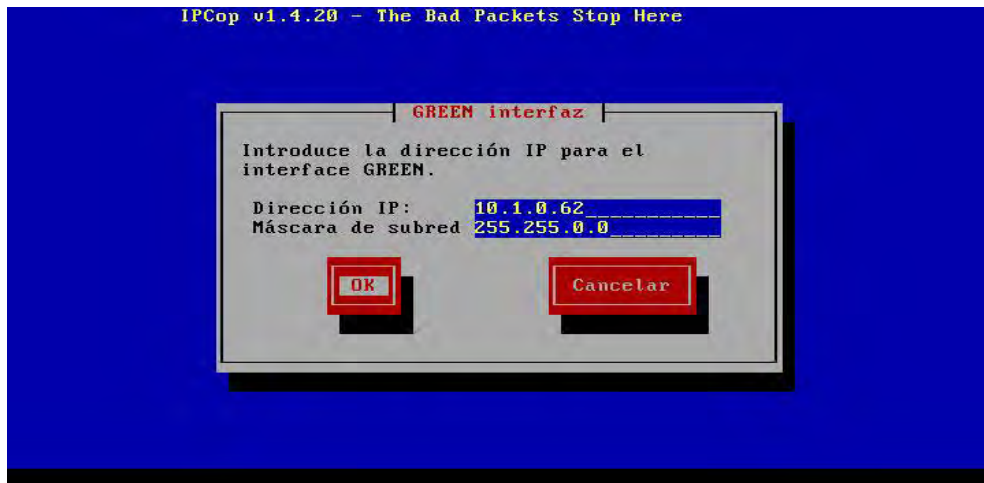 IPCop v1.4.20 - The Bad Packets Stop Here
GREEN interfaz
Introduce la dirección IP para el
interface GREEN.
Dirección IP: 10.1.0.62
Máscara de subred 255.255.0.0
OK Cancelar